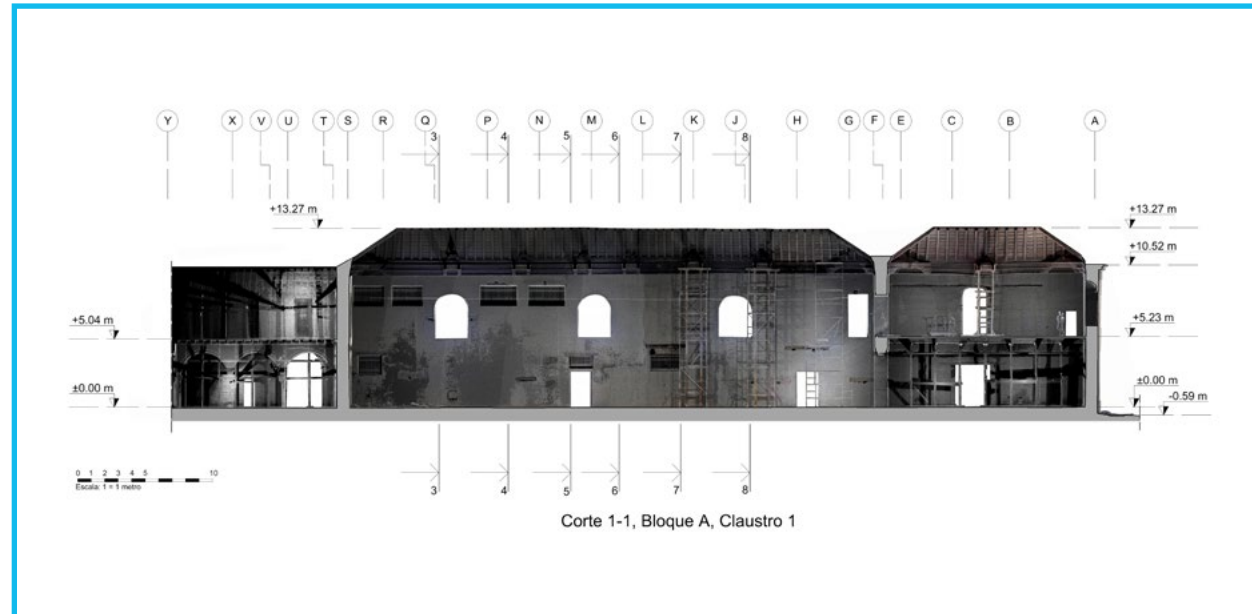 Y X V U T S R Q P N M L K J H G F E C B A
3 4 5 6 7 8
+13.27 m +13.27 m
+10.52 m
+5.04 m +5.23 m
±0.00 m ±0.00 m
-0.59 m
0 1 2 3 4 5 10
Escala: 1 = 1 metro
3 4 5 6 7 8
Corte 1-1, Bloque A, Claustro 1